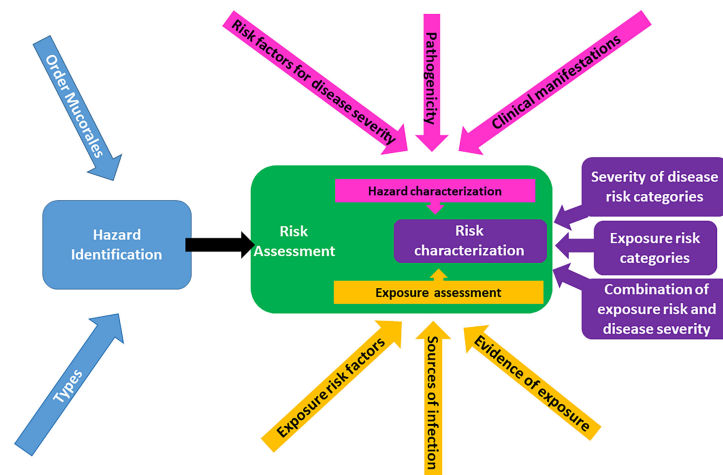 Order Mucorales
Risk factors for disease severity
Pathogenicity
Clinical manifestations
Hazard
Identification
Types
Risk
Assessment
Hazard characterization
Risk
characterization
Exposure assessment
Severity of disease
risk categories
Exposure risk
categories
Combination of
exposure risk and
disease severity
Exposure risk factors
Sources of
infection
Evidence of exposure